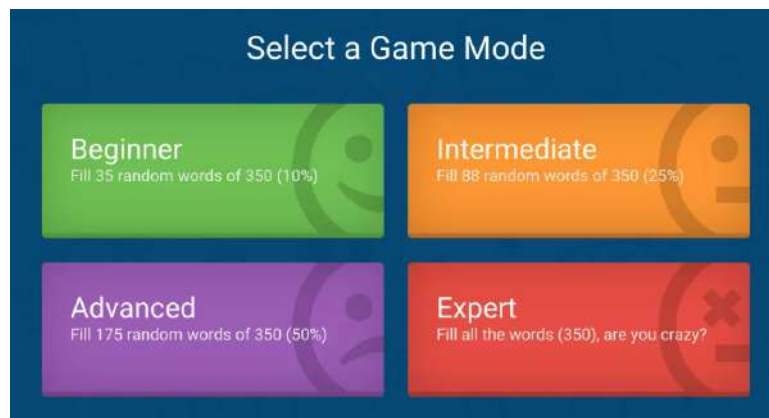 Select a Game Mode
Beginner
Fill 35 random words of 350 (10%)
Intermediate
Fill 88 random words of 350 (25%)
Advanced
Fill 175 random words of 350 (50%)
Expert
Fill all the words (350), are you crazy?